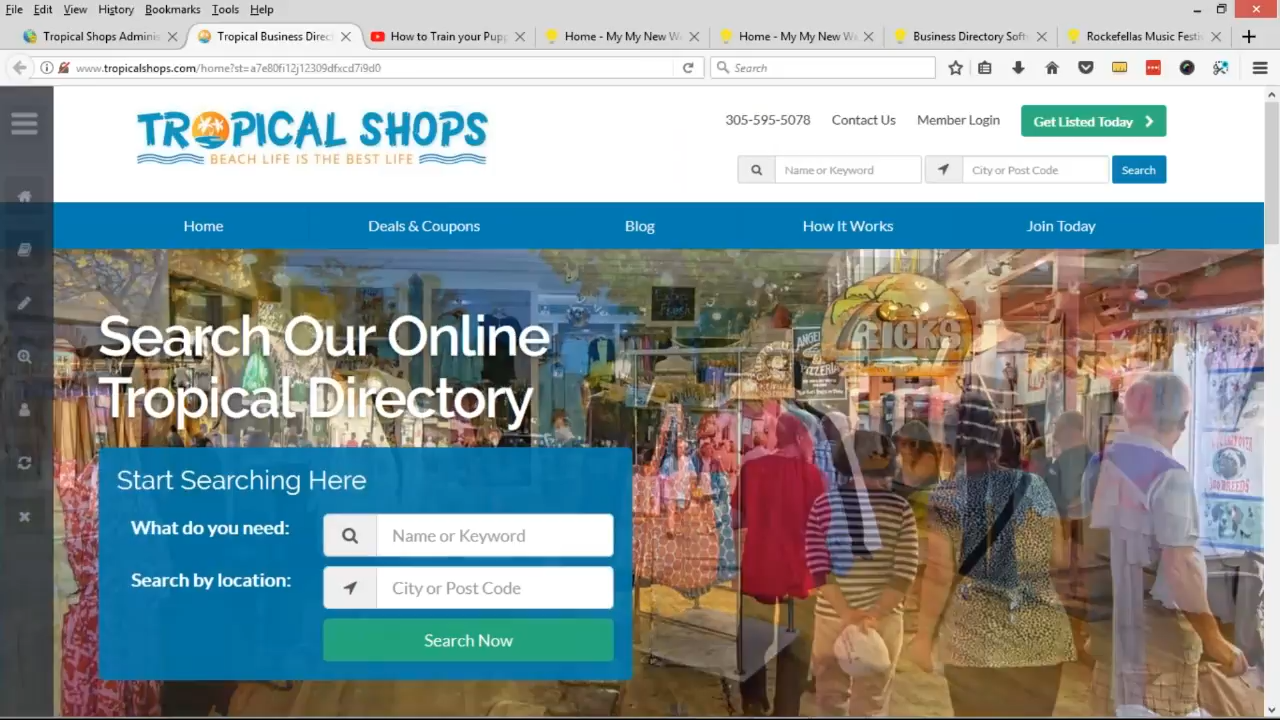 File Edit View History Bookmarks Tools Help
Tropical Shops Adminis
Tropical Business Direc
How to Train your Pupp
Home - My My New W
Home - My My New W
Business Directory Soft
Rockefellas Music Festi
www.tropicalshops.com/home?st=a7e80fi12j12309dfxcd7i9d0
Search
TROPICAL SHOPS
BEACH LIFE IS THE BEST LIFE
305-595-5078 Contact Us Member Login Get Listed Today
Name or Keyword City or Post Code Search
Home Deals & Coupons Blog How It Works Join Today
RICKS
ANGEL
PIZZERIA
Search Our Online
Tropical Directory
Start Searching Here
What do you need: Name or Keyword
Search by location: City or Post Code
Search Now